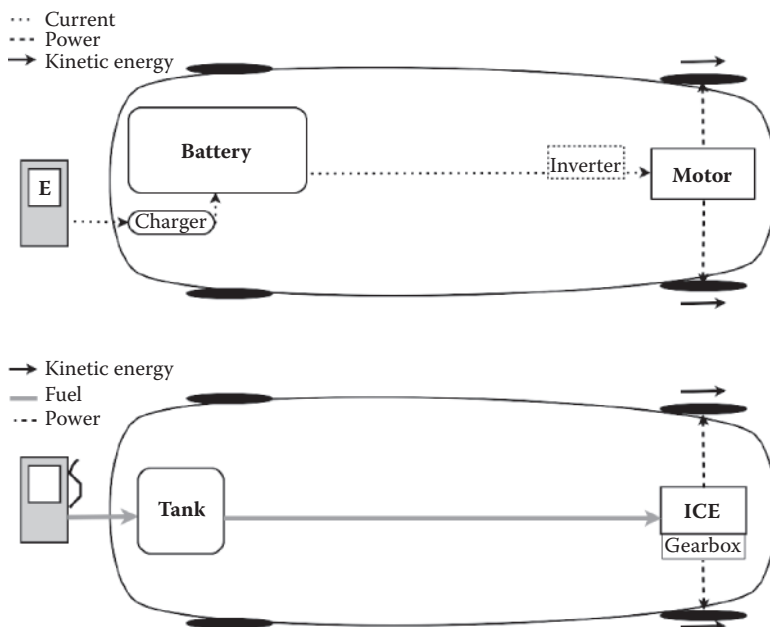 Current
Power
Kinetic energy
E
Battery
Charger
Inverter
Motor
Kinetic energy
Fuel
Power
Tank
ICE
Gearbox